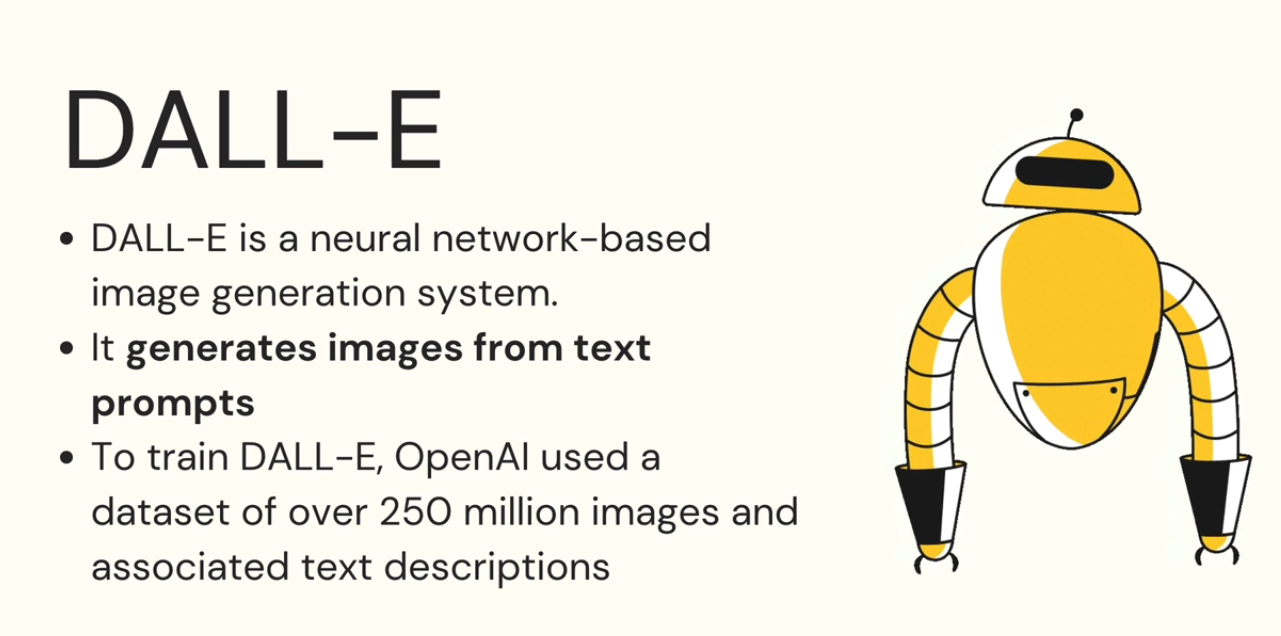 DALL-E
• DALL-E is a neural network-based
image generation system.
• It generates images from text
prompts
• To train DALL-E, OpenAI used a
dataset of over 250 million images and
associated text descriptions